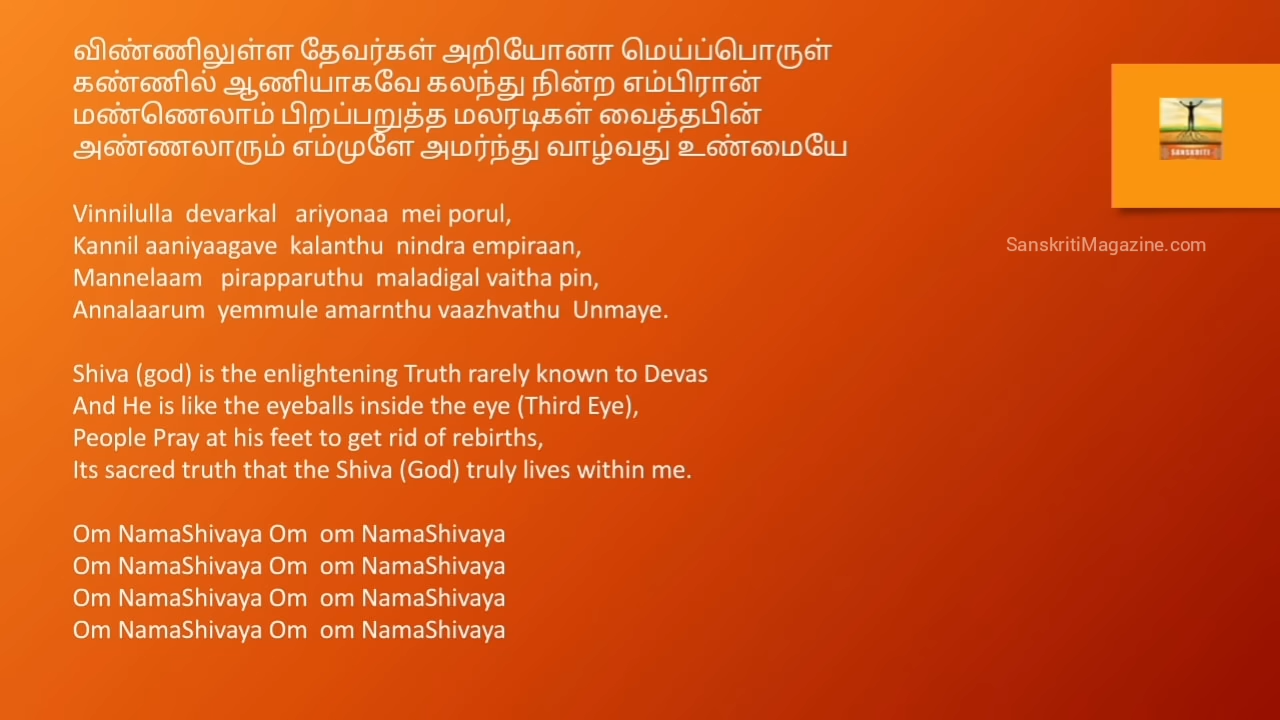 விண்ணிலுள்ள தேவர்கள் அறியோனா மெய்ப்பொருள்
கண்ணில் ஆணியாகவே கலந்து நின்ற எம்பிரான்
மண்ணெலாம் பிறப்பறுத்த மலரடிகள் வைத்தபின்
அண்ணலாரும் எம்முளே அமர்ந்து வாழ்வது உண்மையே
Vinnilulla devarkal ariyonaa mei porul,
Kannil aaniyaagave kalanthu nindra empiraan,
Mannelaam pirapparuthu maladigal vaitha pin,
Annalaarum yemmule amarnthu vaazhvathu Unmaye.
Shiva (god) is the enlightening Truth rarely known to Devas
And He is like the eyeballs inside the eye (Third Eye),
People Pray at his feet to get rid of rebirths,
Its sacred truth that the Shiva (God) truly lives within me.
Om NamaShivaya Om om NamaShivaya
Om NamaShivaya Om om NamaShivaya
Om NamaShivaya Om om NamaShivaya
Om NamaShivaya Om om NamaShivaya
SANSKRITI
SanskritiMagazine.com